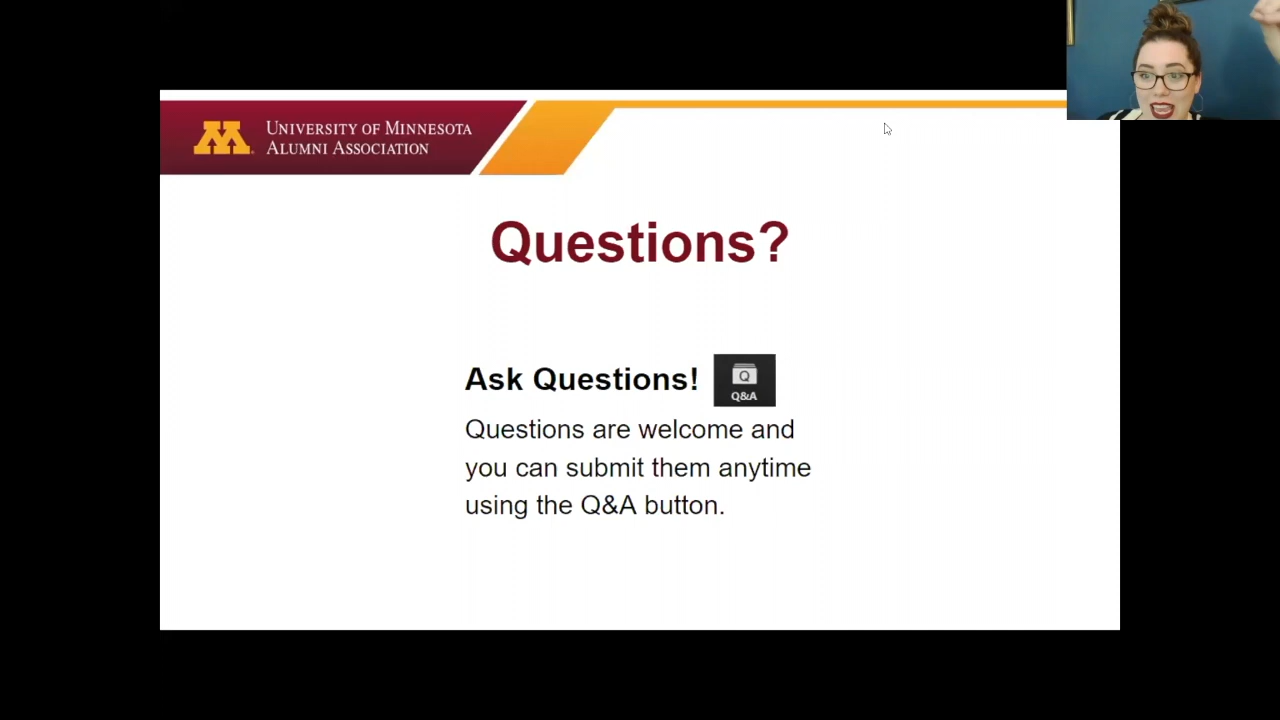 UNIVERSITY OF MINNESOTA
ALUMNI ASSOCIATION
Questions?
Ask Questions!
Q
Q&A
Questions are welcome and
you can submit them anytime
using the Q&A button.